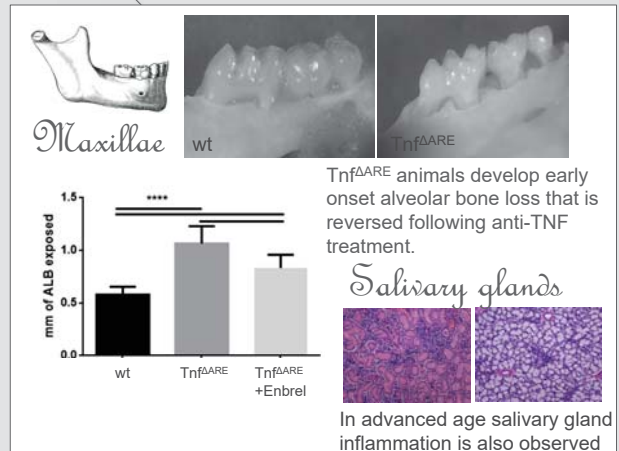 Maxillae
wt
Tnf^ΔARE
Tnf^ΔARE animals develop early
onset alveolar bone loss that is
reversed following anti-TNF
treatment.
mm of ALB exposed
1.5
1.0
0.5
0.0
****
wt
Tnf^ΔARE
Tnf^ΔARE
+Enbrel
Salivary glands
In advanced age salivary gland
inflammation is also observed